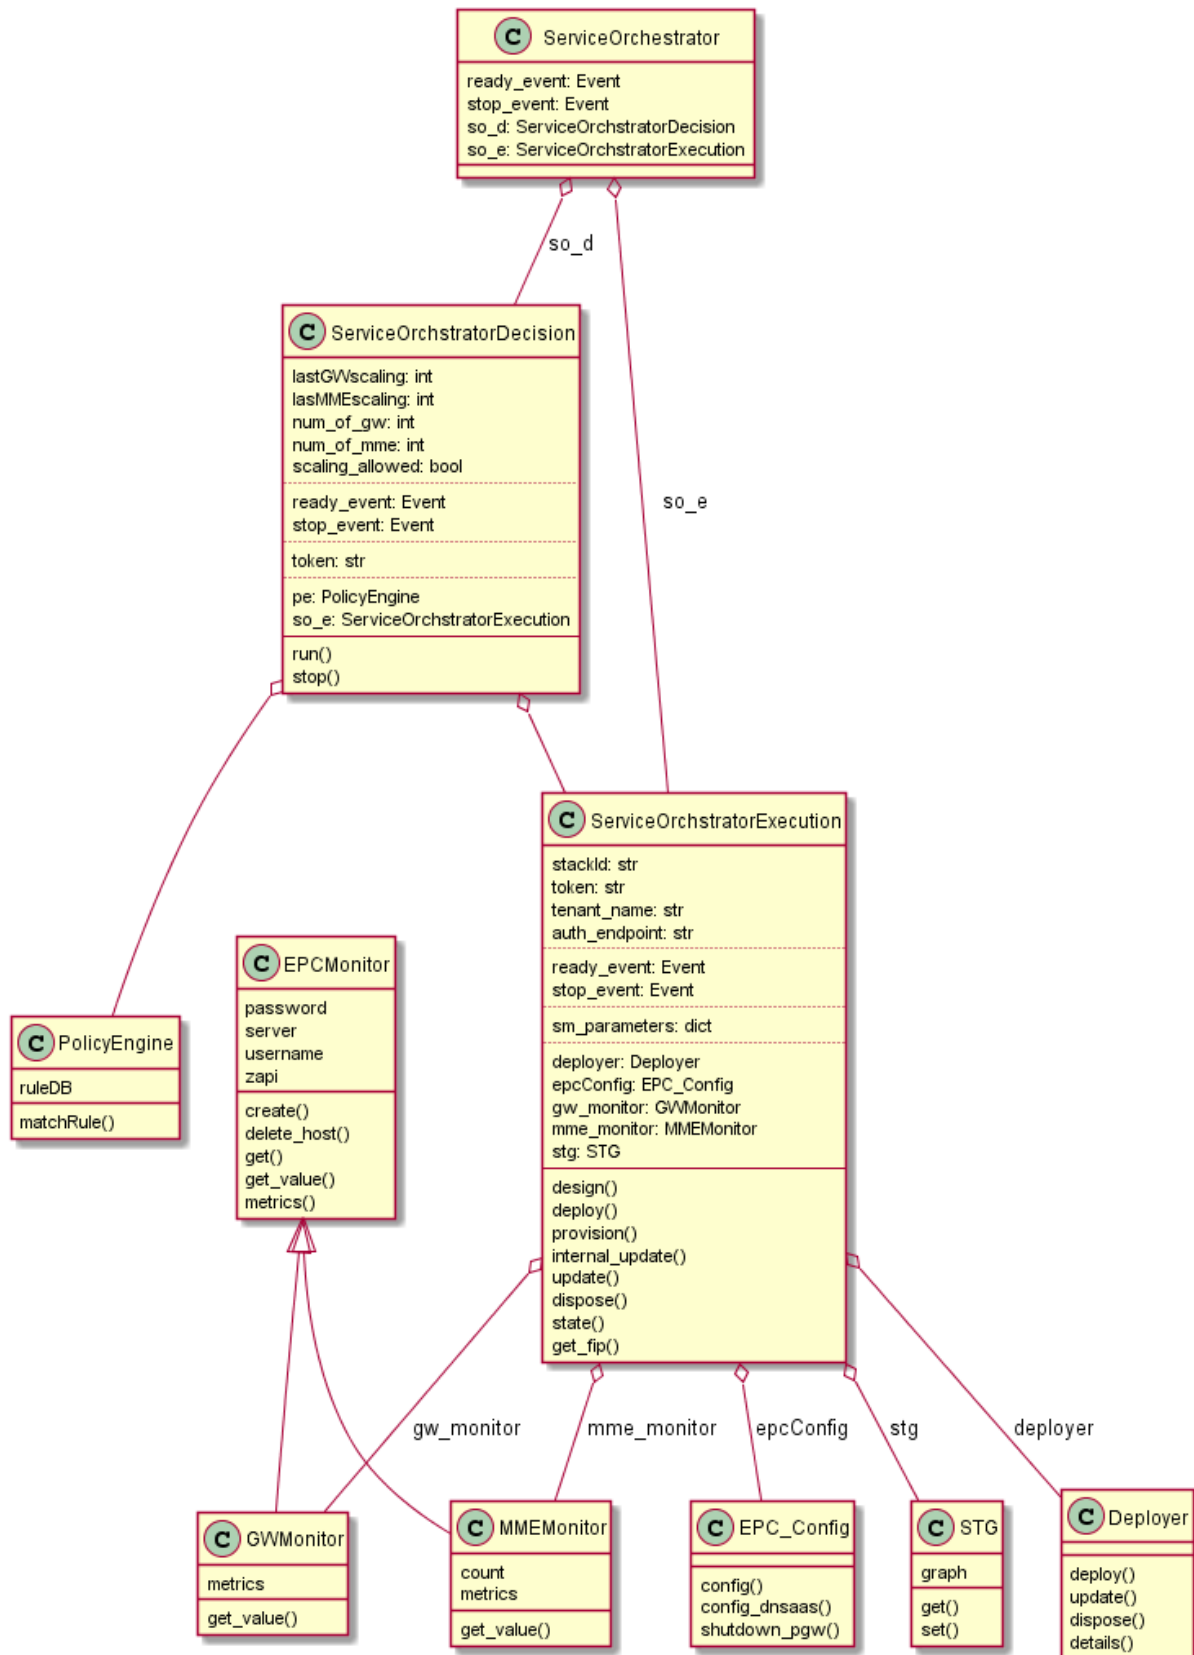 C ServiceOrchestrator
ready_event: Event
stop_event: Event
so_d: ServiceOrchstratorDecision
so_e: ServiceOrchstratorExecution
so_d
C ServiceOrchstratorDecision
lastGWscaling: int
lasMMEscaling: int
num_of_gw: int
num_of_mme: int
scaling_allowed: bool
ready_event: Event
stop_event: Event
token: str
pe: PolicyEngine
so_e: ServiceOrchstratorExecution
run()
stop()
so_e
C ServiceOrchstratorExecution
stackId: str
token: str
tenant_name: str
auth_endpoint: str
ready_event: Event
stop_event: Event
sm_parameters: dict
deployer: Deployer
epcConfig: EPC_Config
gw_monitor: GWMonitor
mme_monitor: MMEMonitor
stg: STG
design()
deploy()
provision()
internal_update()
update()
dispose()
state()
get_fip()
C EPCMonitor
password
server
username
zapi
create()
delete_host()
get()
get_value()
metrics()
C PolicyEngine
ruleDB
matchRule()
gw_monitor
mme_monitor
epcConfig
stg
deployer
C GWMonitor
metrics
get_value()
C MMEMonitor
count
metrics
get_value()
C EPC_Config
config()
config_dnsaas()
shutdown_pgw()
C STG
graph
get()
set()
C Deployer
deploy()
update()
dispose()
details()